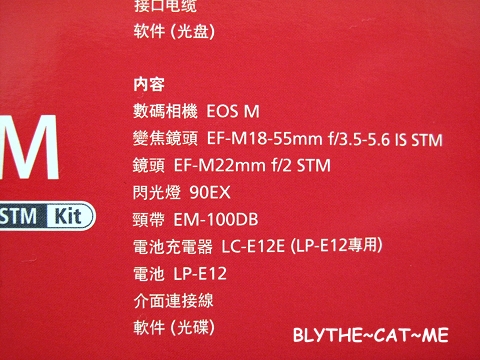 接口电缆
软件 (光盘)
内容
數碼相機 EOS M
變焦鏡頭 EF-M18-55mm f/3.5-5.6 IS STM
鏡頭 EF-M22mm f/2 STM
閃光燈 90EX
頸帶 EM-100DB
電池充電器 LC-E12E (LP-E12專用)
電池 LP-E12
介面連接線
軟件 (光碟)
M
STM Kit
BLYTHE~CAT~ME